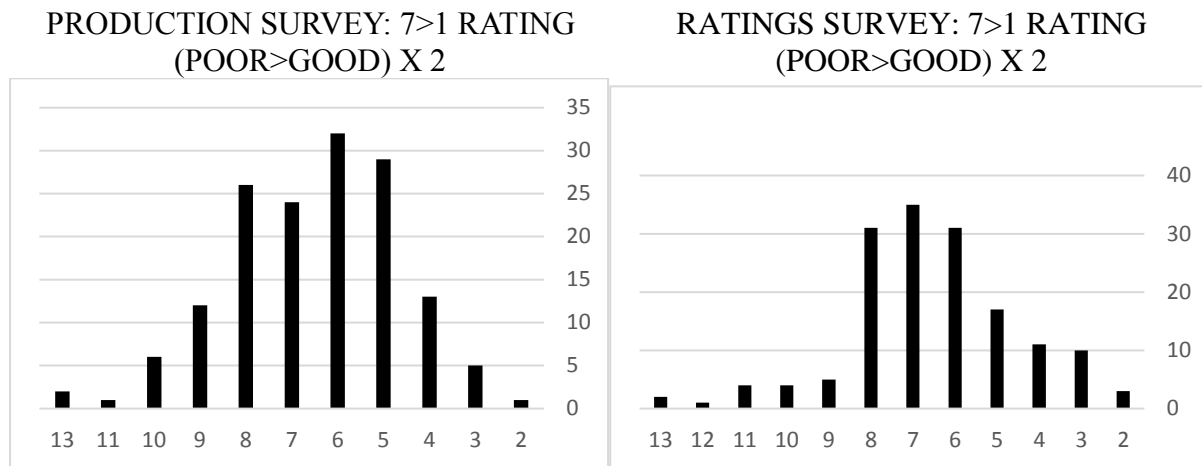 PRODUCTION SURVEY: 7>1 RATING
(POOR>GOOD) X 2
35
30
25
20
15
10
5
0
13 11 10 9 8 7 6 5 4 3 2
RATINGS SURVEY: 7>1 RATING
(POOR>GOOD) X 2
40
30
20
10
0
13 12 11 10 9 8 7 6 5 4 3 2